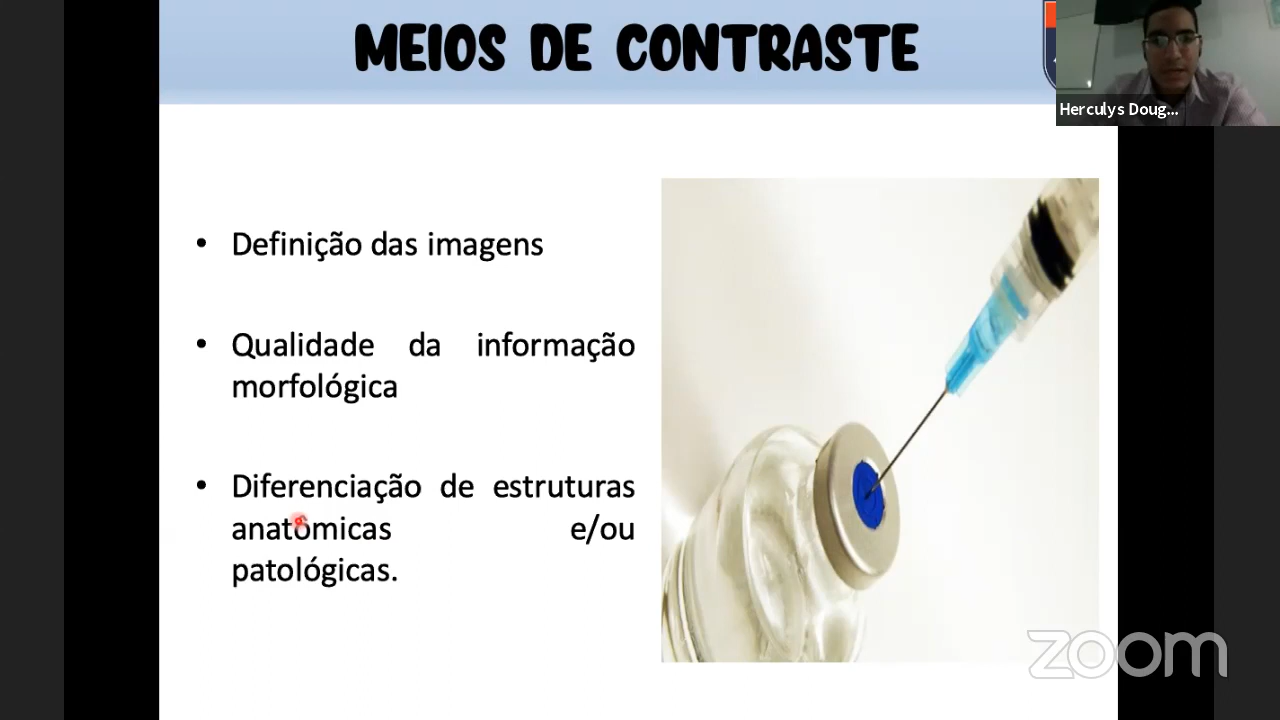 MEIOS DE CONTRASTE
Herculys Doug...
• Definição das imagens
• Qualidade da informação
morfológica
• Diferenciação de estruturas
anatômicas e/ou
patológicas.
zoom